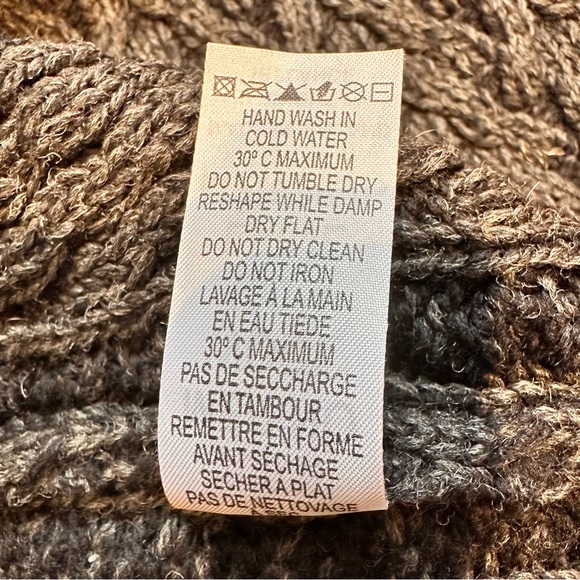 HAND WASH IN
COLD WATER
30° C MAXIMUM
DO NOT TUMBLE DRY
RESHAPE WHILE DAMP
DRY FLAT
DO NOT DRY CLEAN
DO NOT IRON
LAVAGE À LA MAIN
EN EAU TIEDE
30° C MAXIMUM
PAS DE SECCHARGE
EN TAMBOUR
REMETTRE EN FORME
AVANT SÉCHAGE
SECHER A PLAT
PAS DE NETTOYAGE